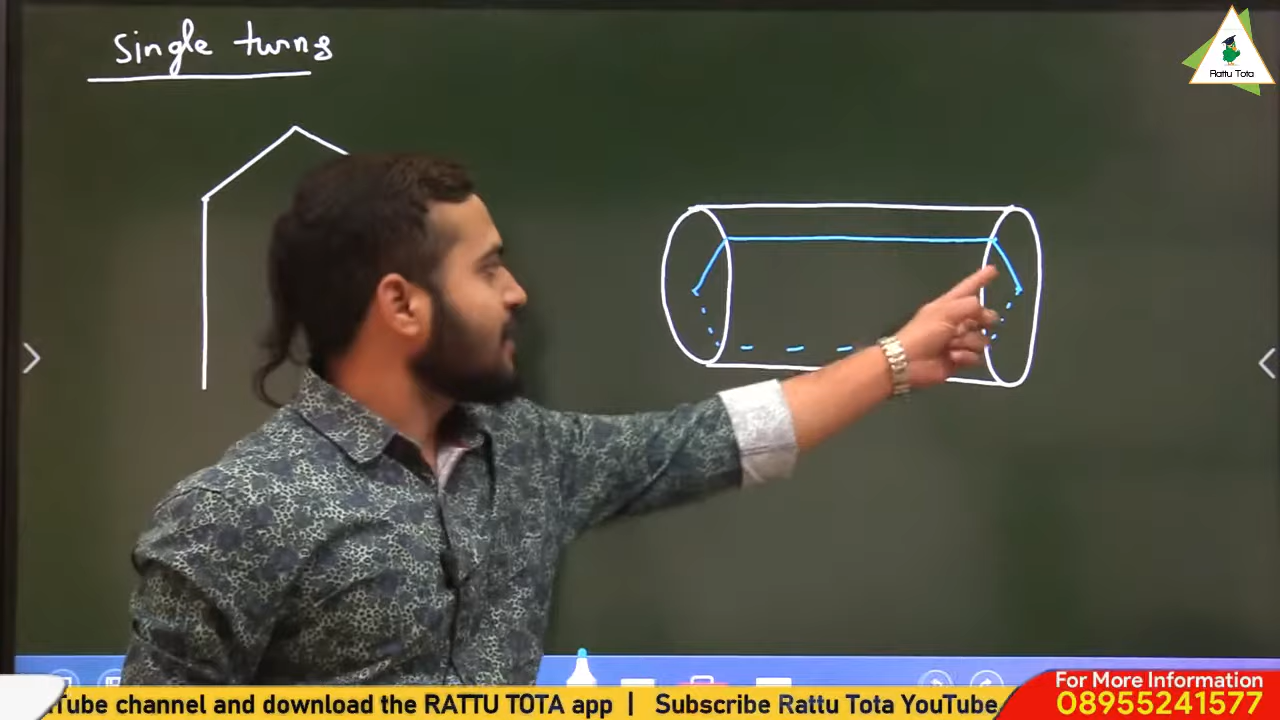 Single turns
Rattu Tota
For More Information
08955241577
Tube channel and download the RATTU TOTA app | Subscribe Rattu Tota YouTube